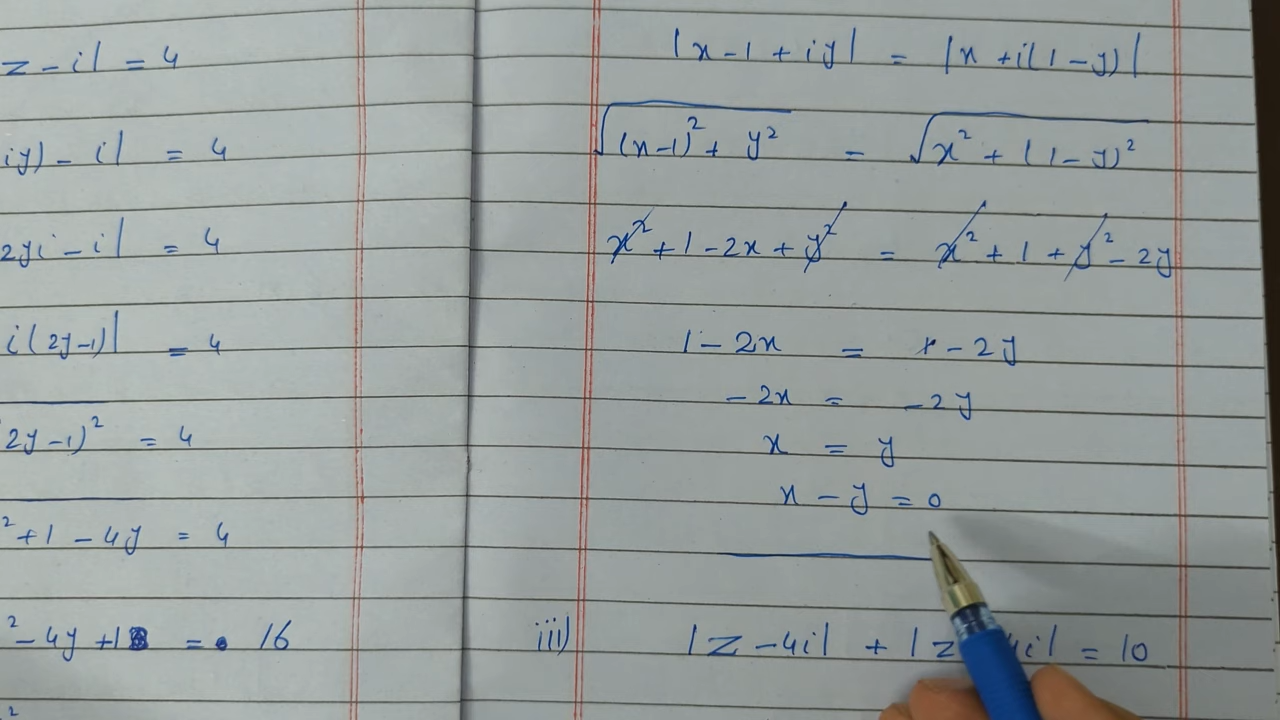 z - i| = 4
iy) - i| = 4
2yi - i| = 4
i(2y-1)| = 4
2y-1)² = 4
² + 1 - 4y = 4
² - 4y + 1 = 16
²
|x - 1 + iy| = |x + i(1 - y)|
√((x-1)² + y²) = √(x² + (1 - y)²)
x² + 1 - 2x + y² = x² + 1 + y² - 2y
1 - 2x = 1 - 2y
-2x = -2y
x = y
x - y = 0
iii) |z - 4i| + |z 4i| = 10